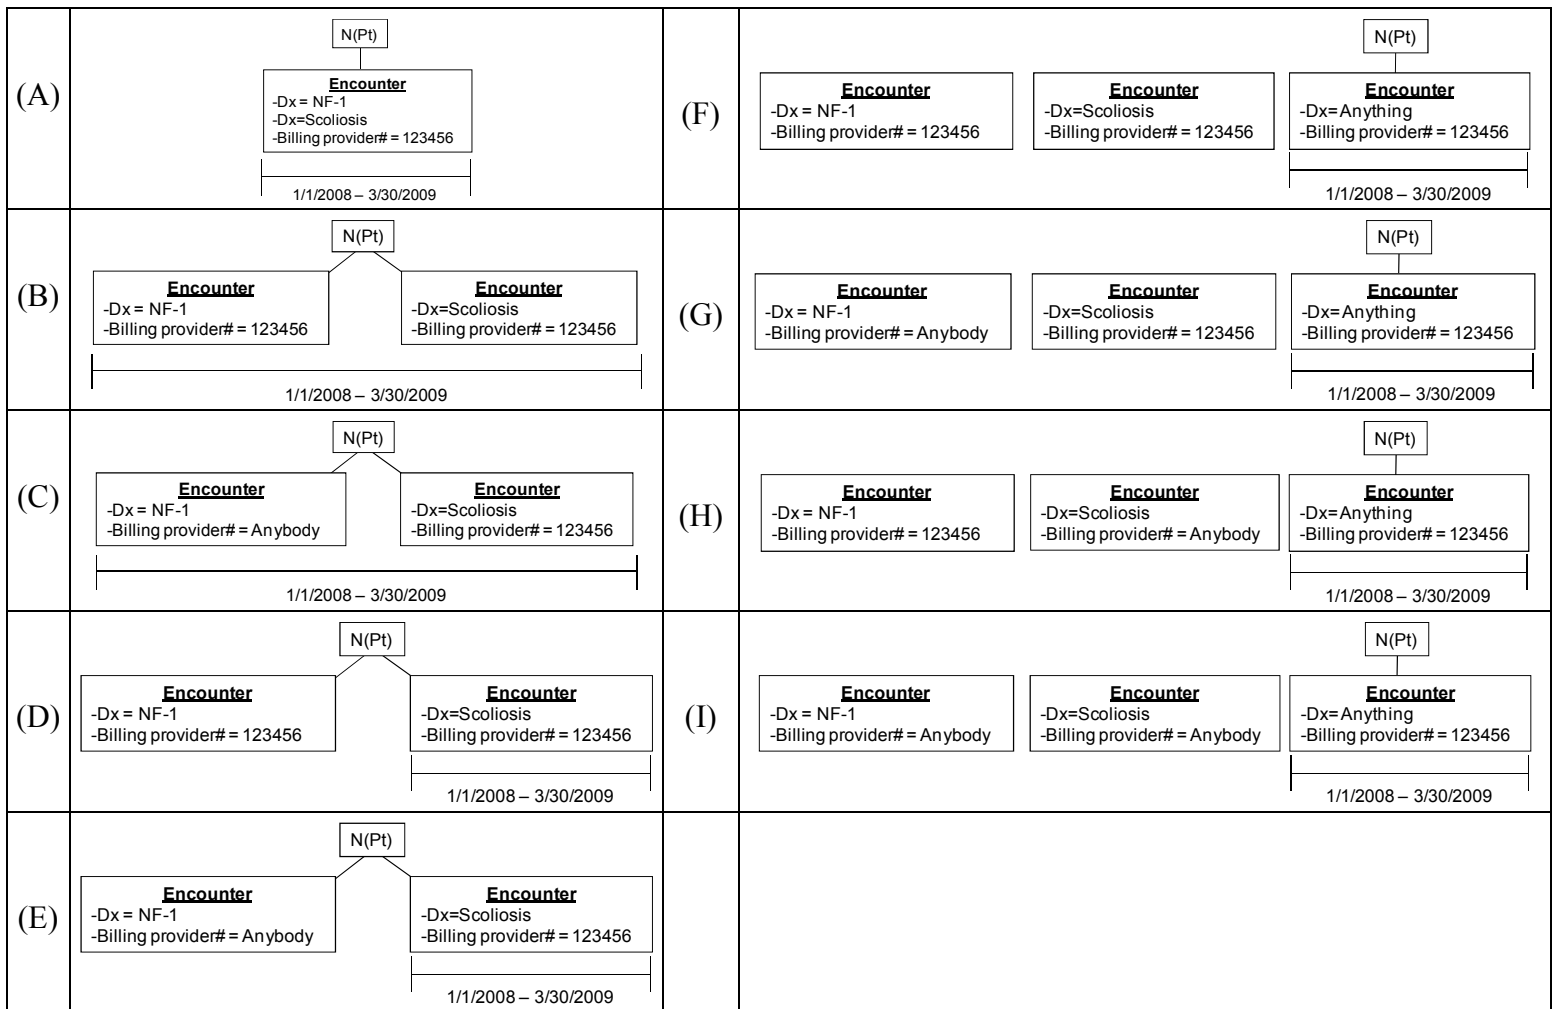 (A)
N(Pt)
Encounter
-Dx = NF-1
-Dx=Scoliosis
-Billing provider# = 123456
1/1/2008 – 3/30/2009
(B)
N(Pt)
Encounter
-Dx = NF-1
-Billing provider# = 123456
Encounter
-Dx=Scoliosis
-Billing provider# = 123456
1/1/2008 – 3/30/2009
(C)
N(Pt)
Encounter
-Dx = NF-1
-Billing provider# = Anybody
Encounter
-Dx=Scoliosis
-Billing provider# = 123456
1/1/2008 – 3/30/2009
(D)
N(Pt)
Encounter
-Dx = NF-1
-Billing provider# = 123456
Encounter
-Dx=Scoliosis
-Billing provider# = 123456
1/1/2008 – 3/30/2009
(E)
N(Pt)
Encounter
-Dx = NF-1
-Billing provider# = Anybody
Encounter
-Dx=Scoliosis
-Billing provider# = 123456
1/1/2008 – 3/30/2009
(F)
N(Pt)
Encounter
-Dx = NF-1
-Billing provider# = 123456
Encounter
-Dx=Scoliosis
-Billing provider# = 123456
Encounter
-Dx=Anything
-Billing provider# = 123456
1/1/2008 – 3/30/2009
(G)
N(Pt)
Encounter
-Dx = NF-1
-Billing provider# = Anybody
Encounter
-Dx=Scoliosis
-Billing provider# = 123456
Encounter
-Dx=Anything
-Billing provider# = 123456
1/1/2008 – 3/30/2009
(H)
N(Pt)
Encounter
-Dx = NF-1
-Billing provider# = 123456
Encounter
-Dx=Scoliosis
-Billing provider# = Anybody
Encounter
-Dx=Anything
-Billing provider# = 123456
1/1/2008 – 3/30/2009
(I)
N(Pt)
Encounter
-Dx = NF-1
-Billing provider# = Anybody
Encounter
-Dx=Scoliosis
-Billing provider# = Anybody
Encounter
-Dx=Anything
-Billing provider# = 123456
1/1/2008 – 3/30/2009